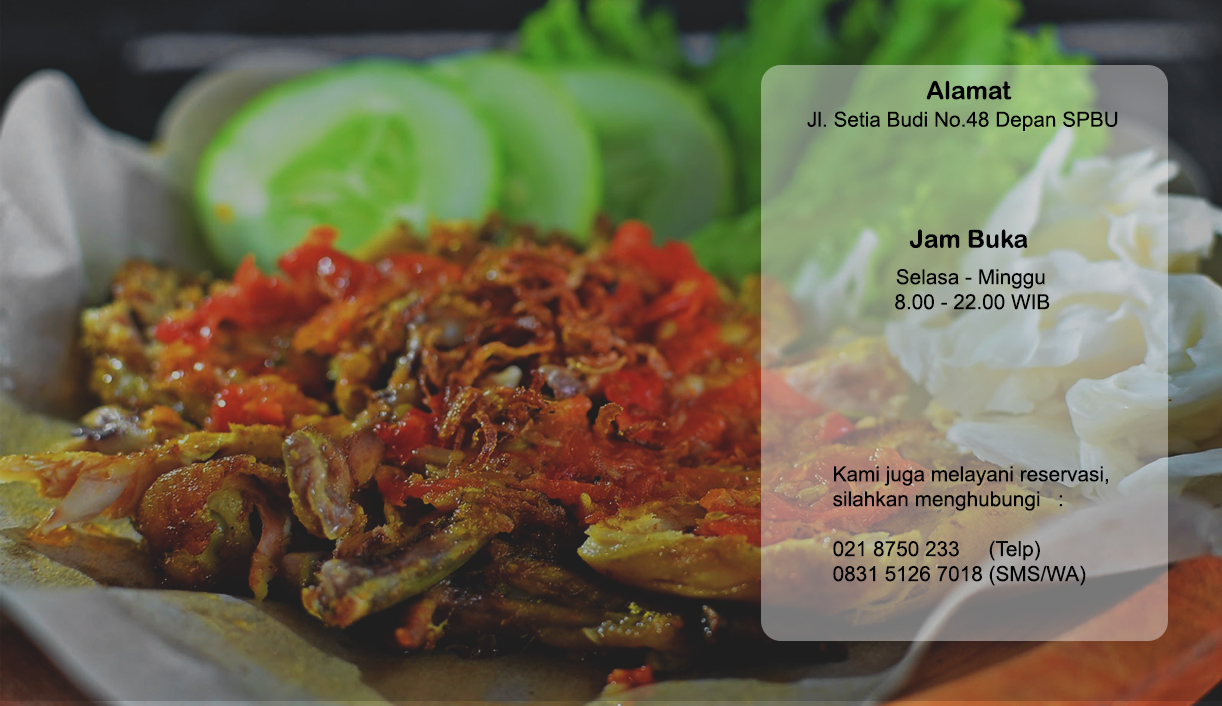 Alamat
Jl. Setia Budi No.48 Depan SPBU
Jam Buka
Selasa - Minggu
8.00 - 22.00 WIB
Kami juga melayani reservasi,
silahkan menghubungi :
021 8750 233 (Telp)
0831 5126 7018 (SMS/WA)